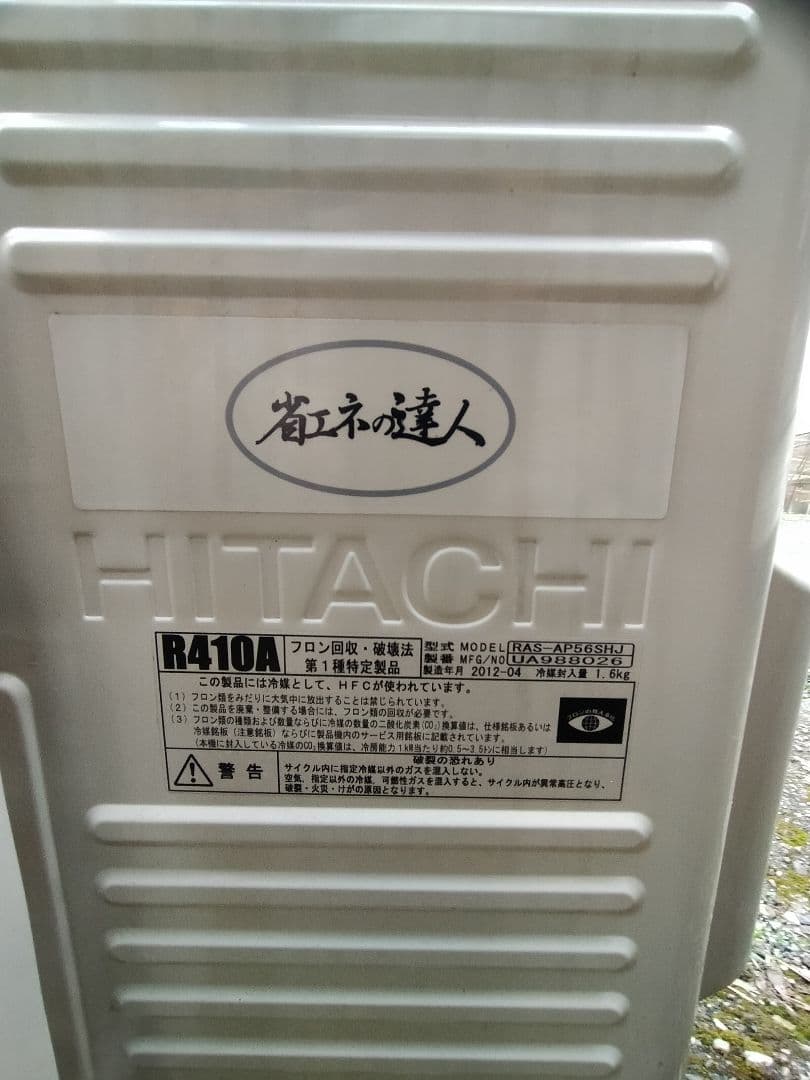 省エネの達人
HITACHI
R410A
フロン回収・破壊法
第1種特定製品
型式 MODEL RAS-AP56SHJ
製番 MFG/NO UA988026
製造年月 2012-04 冷媒封入量 1.6kg
この製品には冷媒として、HFCが使われています。
(1) フロン類をみだりに大気中に放出することは禁じられています。
(2) この製品を廃棄・整備する場合には、フロン類の回収が必要です。
(3) フロン類の種類および数量ならびに冷媒の数量の二酸化炭素(CO₂)換算値は、仕様銘板あるいは
冷媒銘板(注意銘板)ならびに製品機内のサービス用銘板に記載されています。
(本機に封入している冷媒のCO₂換算値は、冷房能力1kW当たり約0.5〜3.5トンに相当します)
警告
破裂の恐れあり
サイクル内に指定冷媒以外のガスを混入しない。
空気、指定以外の冷媒、可燃性ガスを混入すると、サイクル内が異常高圧となり、
破裂・火災・けがの原因となります。